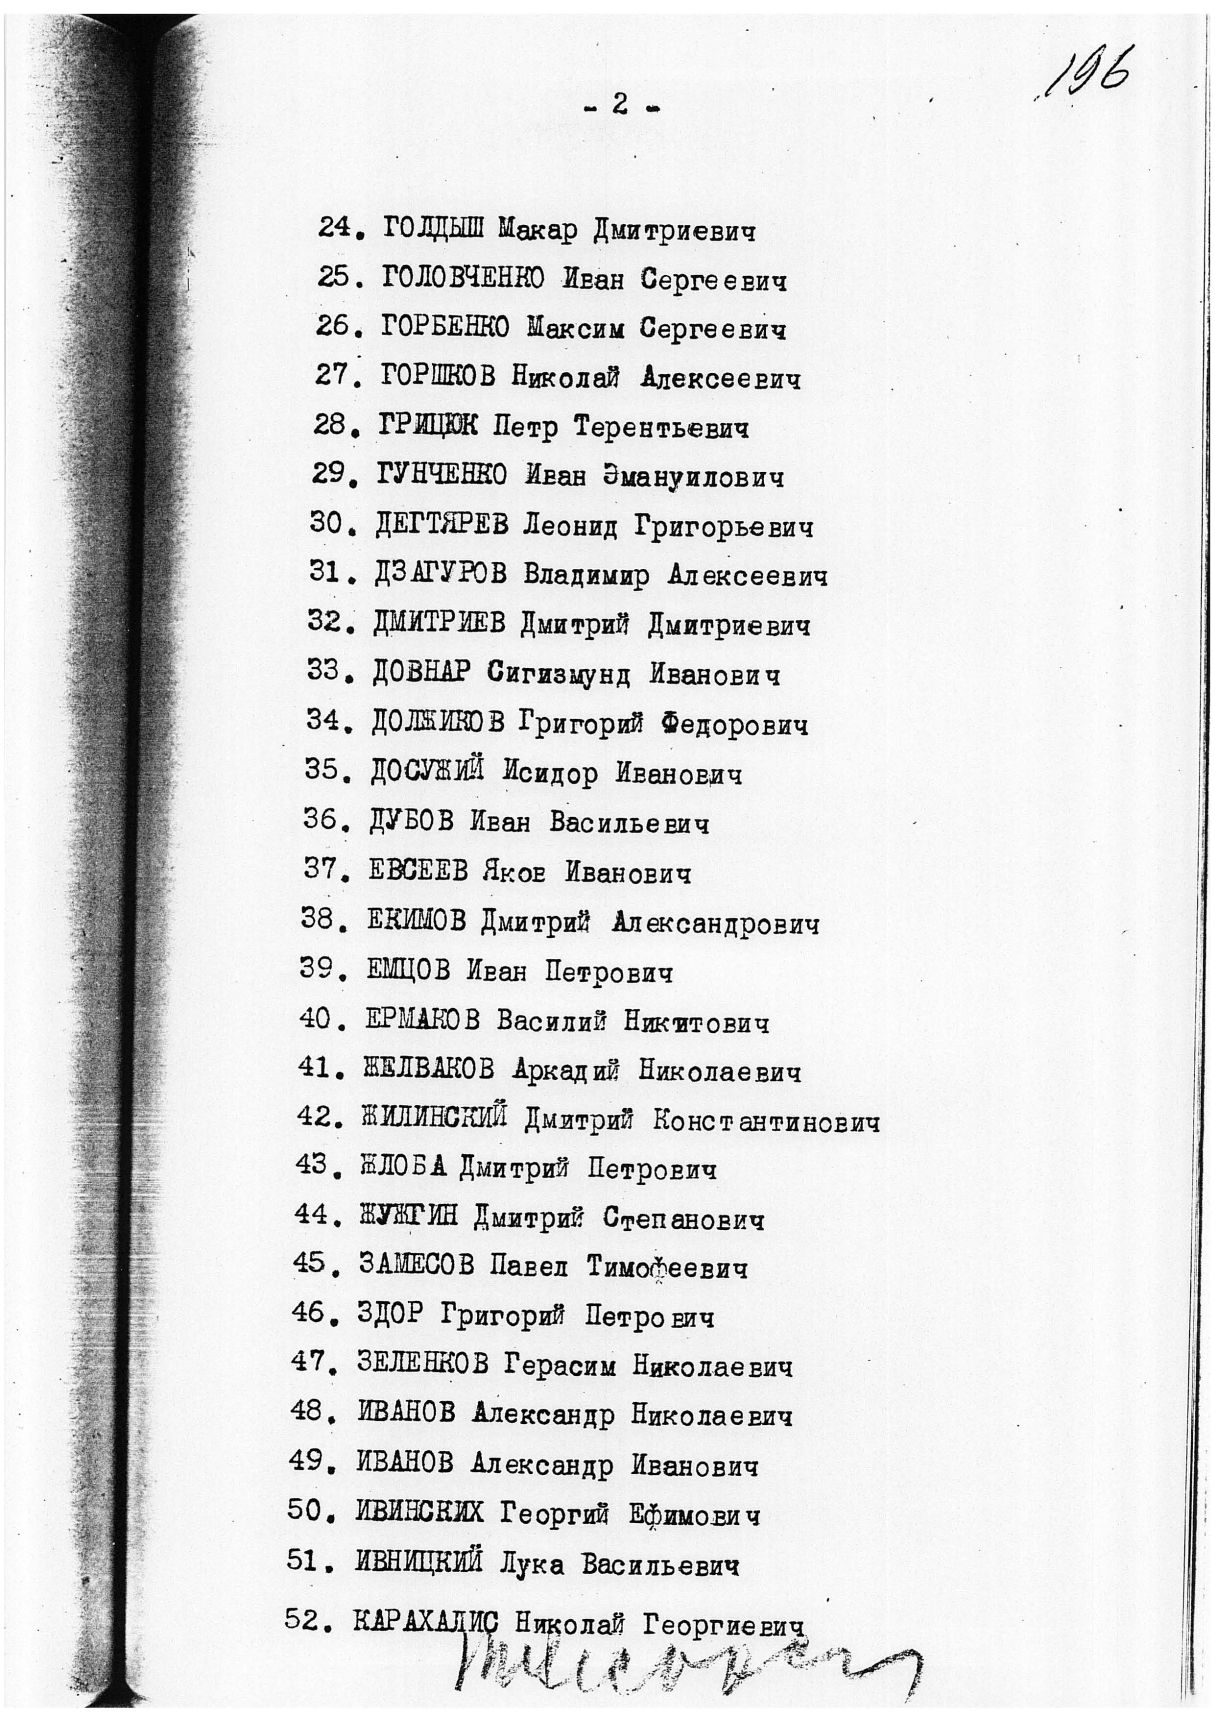 196
- 2 -
24. ГОЛДЫШ Макар Дмитриевич
25. ГОЛОВЧЕНКО Иван Сергеевич
26. ГОРБЕНКО Максим Сергеевич
27. ГОРШКОВ Николай Алексеевич
28. ГРИЦЮК Петр Терентьевич
29. ГУНЧЕНКО Иван Эмануилович
30. ДЕГТЯРЕВ Леонид Григорьевич
31. ДЗАГУРОВ Владимир Алексеевич
32. ДМИТРИЕВ Дмитрий Дмитриевич
33. ДОВНАР Сигизмунд Иванович
34. ДОЛЖИКОВ Григорий Федорович
35. ДОСУЖИЙ Исидор Иванович
36. ДУБОВ Иван Васильевич
37. ЕВСЕЕВ Яков Иванович
38. ЕКИМОВ Дмитрий Александрович
39. ЕМЦОВ Иван Петрович
40. ЕРМАКОВ Василий Никитович
41. ЖЕЛВАКОВ Аркадий Николаевич
42. ЖИЛИНСКИЙ Дмитрий Константинович
43. ЖЛОБА Дмитрий Петрович
44. ЖУЖГИН Дмитрий Степанович
45. ЗАМЕСОВ Павел Тимофеевич
46. ЗДОР Григорий Петрович
47. ЗЕЛЕНКОВ Герасим Николаевич
48. ИВАНОВ Александр Николаевич
49. ИВАНОВ Александр Иванович
50. ИВИНСКИХ Георгий Ефимович
51. ИВНИЦКИЙ Лука Васильевич
52. КАРАХАЛИС Николай Георгиевич